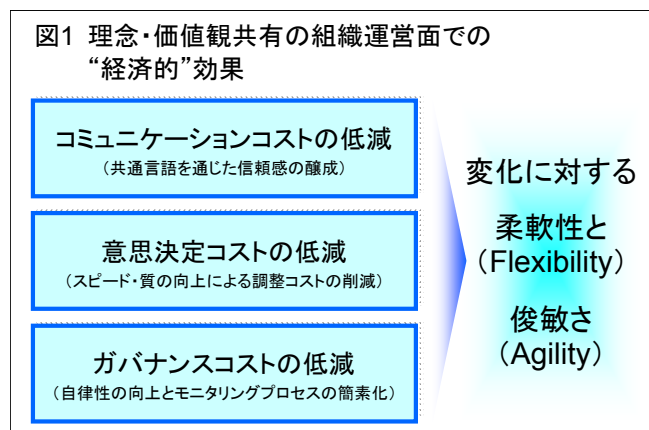 図1 理念・価値観共有の組織運営面での
“経済的”効果
コミュニケーションコストの低減
（共通言語を通じた信頼感の醸成）
意思決定コストの低減
（スピード・質の向上による調整コストの削減）
ガバナンスコストの低減
（自律性の向上とモニタリングプロセスの簡素化）
変化に対する
柔軟性と
（Flexibility）
俊敏さ
（Agility）